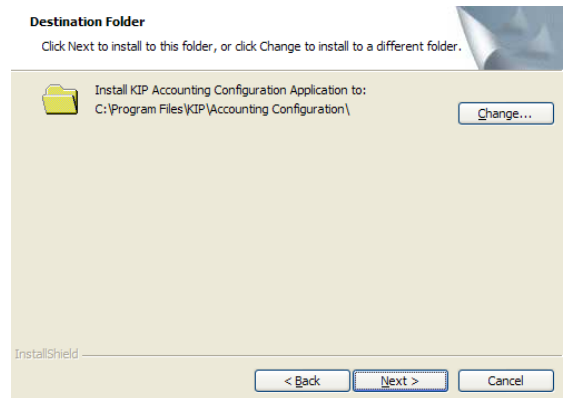 Destination Folder
Click Next to install to this folder, or click Change to install to a different folder.
Install KIP Accounting Configuration Application to:
C:\Program Files\KIP\Accounting Configuration\
Change...
InstallShield
< Back
Next >
Cancel